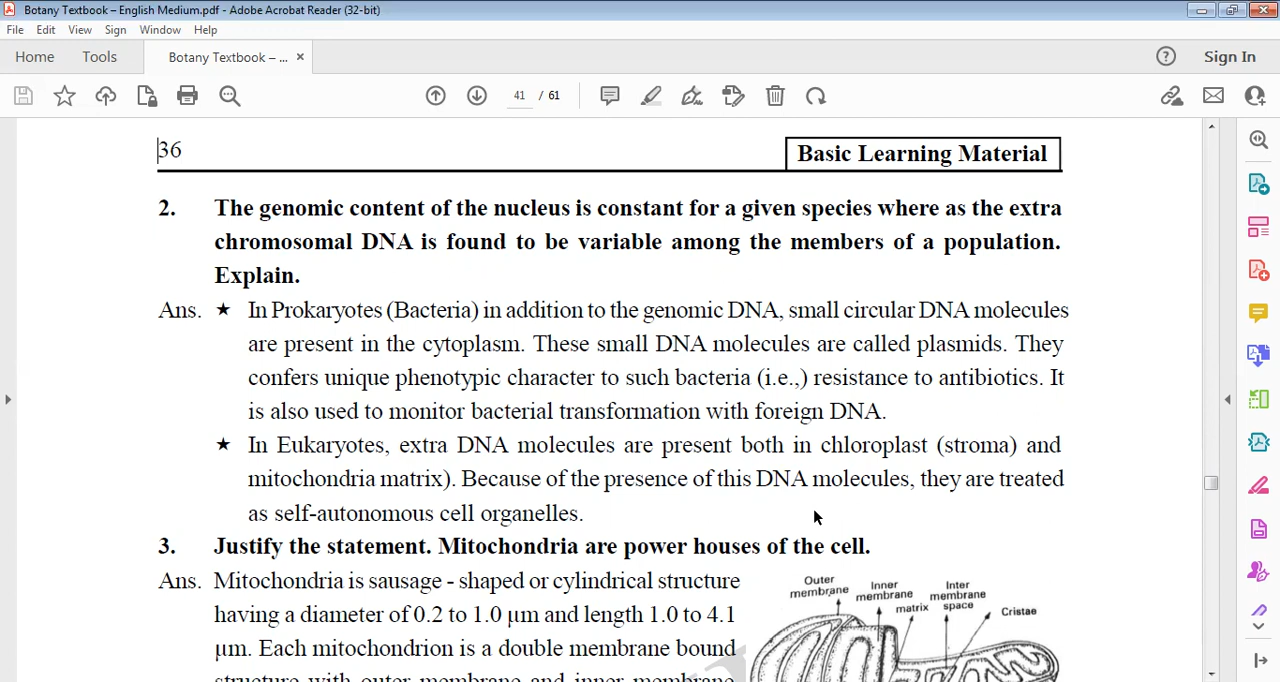 Botany Textbook – English Medium.pdf - Adobe Acrobat Reader (32-bit)
File Edit View Sign Window Help
Home Tools Botany Textbook – ... × ? Sign In
41 / 61
36 Basic Learning Material
2. The genomic content of the nucleus is constant for a given species where as the extra
chromosomal DNA is found to be variable among the members of a population.
Explain.
Ans. ★ In Prokaryotes (Bacteria) in addition to the genomic DNA, small circular DNA molecules
are present in the cytoplasm. These small DNA molecules are called plasmids. They
confers unique phenotypic character to such bacteria (i.e.,) resistance to antibiotics. It
is also used to monitor bacterial transformation with foreign DNA.
★ In Eukaryotes, extra DNA molecules are present both in chloroplast (stroma) and
mitochondria matrix). Because of the presence of this DNA molecules, they are treated
as self-autonomous cell organelles.
3. Justify the statement. Mitochondria are power houses of the cell.
Ans. Mitochondria is sausage - shaped or cylindrical structure
having a diameter of 0.2 to 1.0 µm and length 1.0 to 4.1
µm. Each mitochondrion is a double membrane bound
structure with outer membrane and inner membrane
Outer
membrane
Inner
membrane
matrix
Inter
membrane
space
Cristae